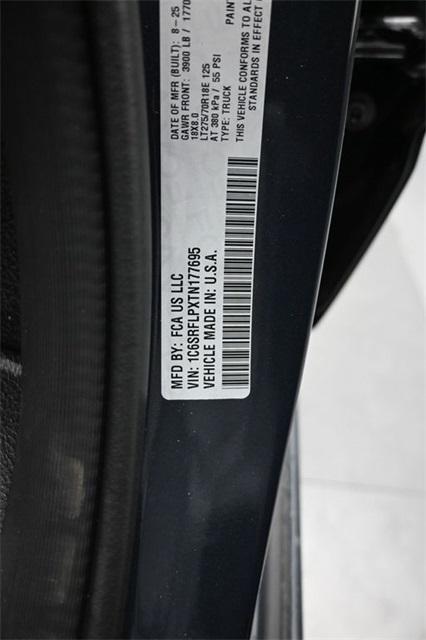 MFD BY: FCA US LLC
VIN: 1C6SRFLPXTN177695
VEHICLE MADE IN: U.S.A.
DATE OF MFR (BUILT): 8-25
GAWR FRONT: 3900 LB / 1770
18X8.0
LT275/70R18E 125
AT 380 kPa / 55 PSI
TYPE: TRUCK
PAINT
THIS VEHICLE CONFORMS TO AL
STANDARDS IN EFFECT